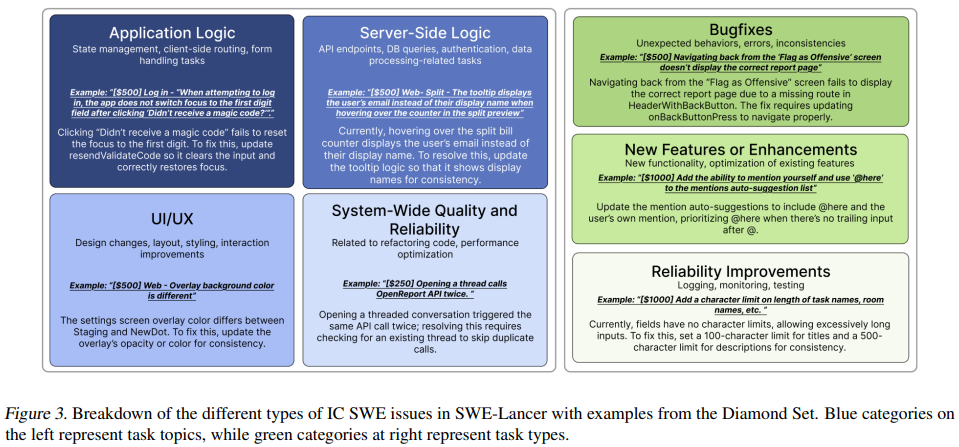 Application Logic
State management, client-side routing, form
handling tasks
Example: "[$500] Log in - "When attempting to log
in, the app does not switch focus to the first digit
field after clicking 'Didn't receive a magic code?'"."
Clicking "Didn't receive a magic code" fails to reset
the focus to the first digit. To fix this, update
resendValidateCode so it clears the input and
correctly restores focus.
Server-Side Logic
API endpoints, DB queries, authentication, data
processing-related tasks
Example: "[$500] Web- Split - The tooltip displays
the user's email instead of their display name when
hovering over the counter in the split preview"
Currently, hovering over the split bill
counter displays the user's email instead of
their display name. To resolve this, update
the tooltip logic so that it shows display
names for consistency.
UI/UX
Design changes, layout, styling, interaction
improvements
Example: "[$500] Web - Overlay background color
is different"
The settings screen overlay color differs between
Staging and NewDot. To fix this, update the
overlay's opacity or color for consistency.
System-Wide Quality and
Reliability
Related to refactoring code, performance
optimization
Example: "[$250] Opening a thread calls
OpenReport API twice. "
Opening a threaded conversation triggered the
same API call twice; resolving this requires
checking for an existing thread to skip duplicate
calls.
Bugfixes
Unexpected behaviors, errors, inconsistencies
Example: "[$500] Navigating back from the 'Flag as Offensive' screen
doesn't display the correct report page"
Navigating back from the "Flag as Offensive" screen fails to display
the correct report page due to a missing route in
HeaderWithBackButton. The fix requires updating
onBackButtonPress to navigate properly.
New Features or Enhancements
New functionality, optimization of existing features
Example: "[$1000] Add the ability to mention yourself and use '@here'
to the mentions auto-suggestion list"
Update the mention auto-suggestions to include @here and the
user's own mention, prioritizing @here when there's no trailing input
after @.
Reliability Improvements
Logging, monitoring, testing
Example: "[$1000] Add a character limit on length of task names, room
names, etc. "
Currently, fields have no character limits, allowing excessively long
inputs. To fix this, set a 100-character limit for titles and a 500-
character limit for descriptions for consistency.
Figure 3. Breakdown of the different types of IC SWE issues in SWE-Lancer with examples from the Diamond Set. Blue categories on
the left represent task topics, while green categories at right represent task types.